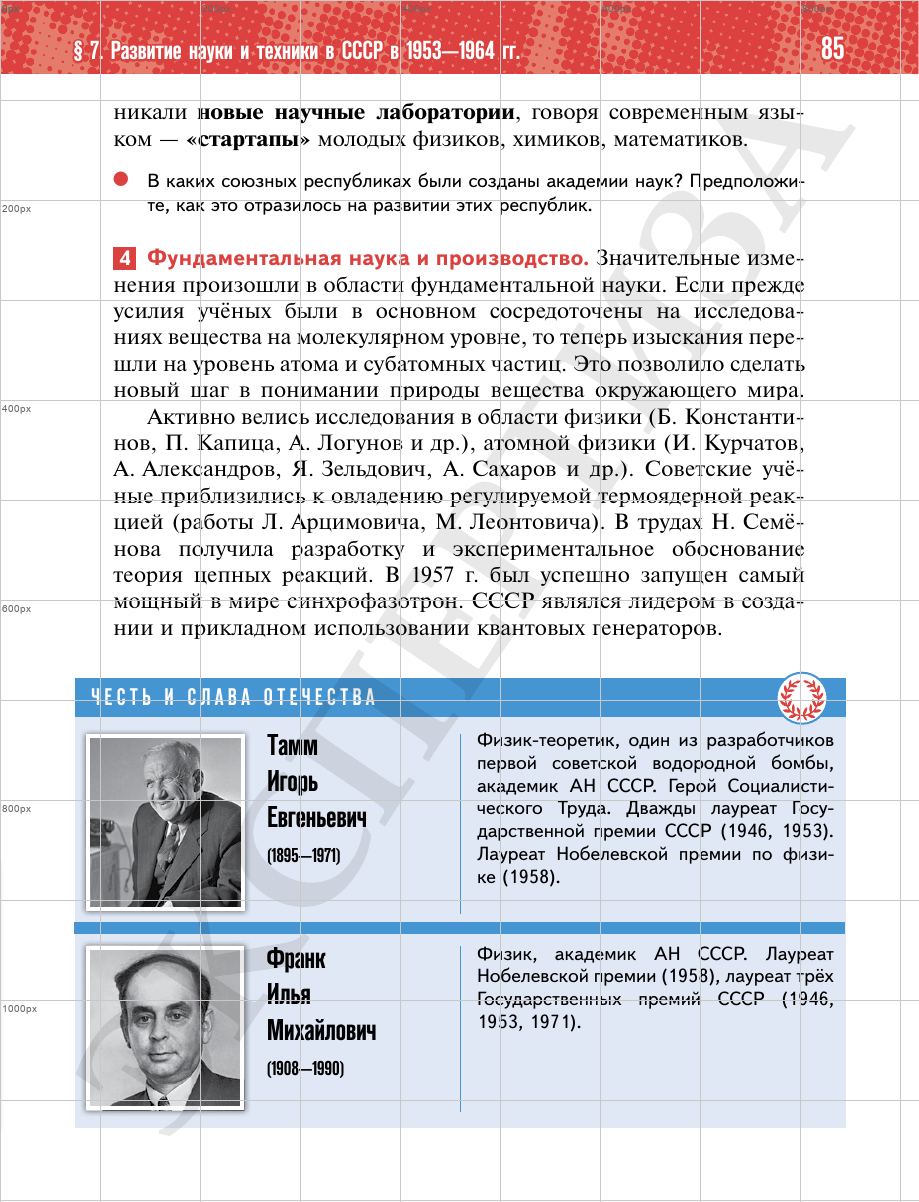 § 7. Развитие науки и техники в СССР в 1953—1964 гг.
85
никали новые научные лаборатории, говоря современным язы-
ком — «стартапы» молодых физиков, химиков, математиков.
В каких союзных республиках были созданы академии наук? Предположи-
те, как это отразилось на развитии этих республик.
4 Фундаментальная наука и производство. Значительные изме-
нения произошли в области фундаментальной науки. Если прежде
усилия учёных были в основном сосредоточены на исследова-
ниях вещества на молекулярном уровне, то теперь изыскания пере-
шли на уровень атома и субатомных частиц. Это позволило сделать
новый шаг в понимании природы вещества окружающего мира.
Активно велись исследования в области физики (Б. Константи-
нов, П. Капица, А. Логунов и др.), атомной физики (И. Курчатов,
А. Александров, Я. Зельдович, А. Сахаров и др.). Советские учё-
ные приблизились к овладению регулируемой термоядерной реак-
цией (работы Л. Арцимовича, М. Леонтовича). В трудах Н. Семё-
нова получила разработку и экспериментальное обоснование
теория цепных реакций. В 1957 г. был успешно запущен самый
мощный в мире синхрофазотрон. СССР являлся лидером в созда-
нии и прикладном использовании квантовых генераторов.
ЧЕСТЬ И СЛАВА ОТЕЧЕСТВА
Тамм
Игорь
Евгеньевич
(1895—1971)
Физик-теоретик, один из разработчиков
первой советской водородной бомбы,
академик АН СССР. Герой Социалисти-
ческого Труда. Дважды лауреат Госу-
дарственной премии СССР (1946, 1953).
Лауреат Нобелевской премии по физи-
ке (1958).
Франк
Илья
Михайлович
(1908—1990)
Физик, академик АН СССР. Лауреат
Нобелевской премии (1958), лауреат трёх
Государственных премий СССР (1946,
1953, 1971).
ЭКСПЕРТИЗА
200px
400px
600px
800px
1000px